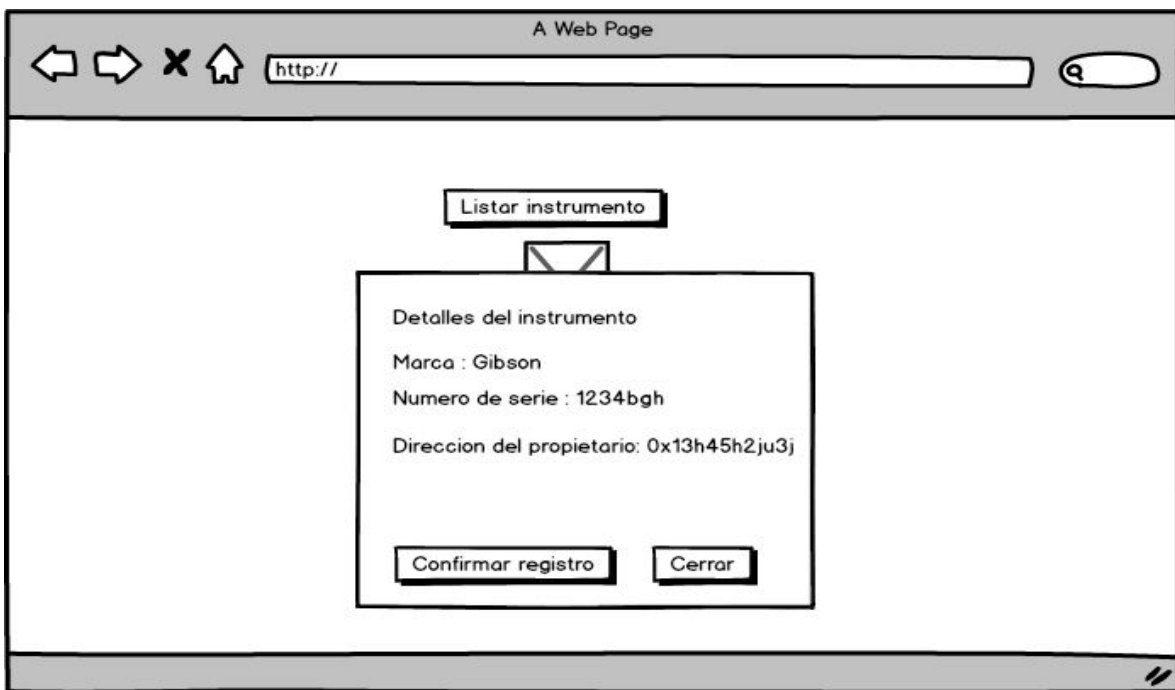 A Web Page
http://
Listar instrumento
Detalles del instrumento
Marca : Gibson
Numero de serie : 1234bgh
Direccion del propietario: 0x13h45h2ju3j
Confirmar registro
Cerrar